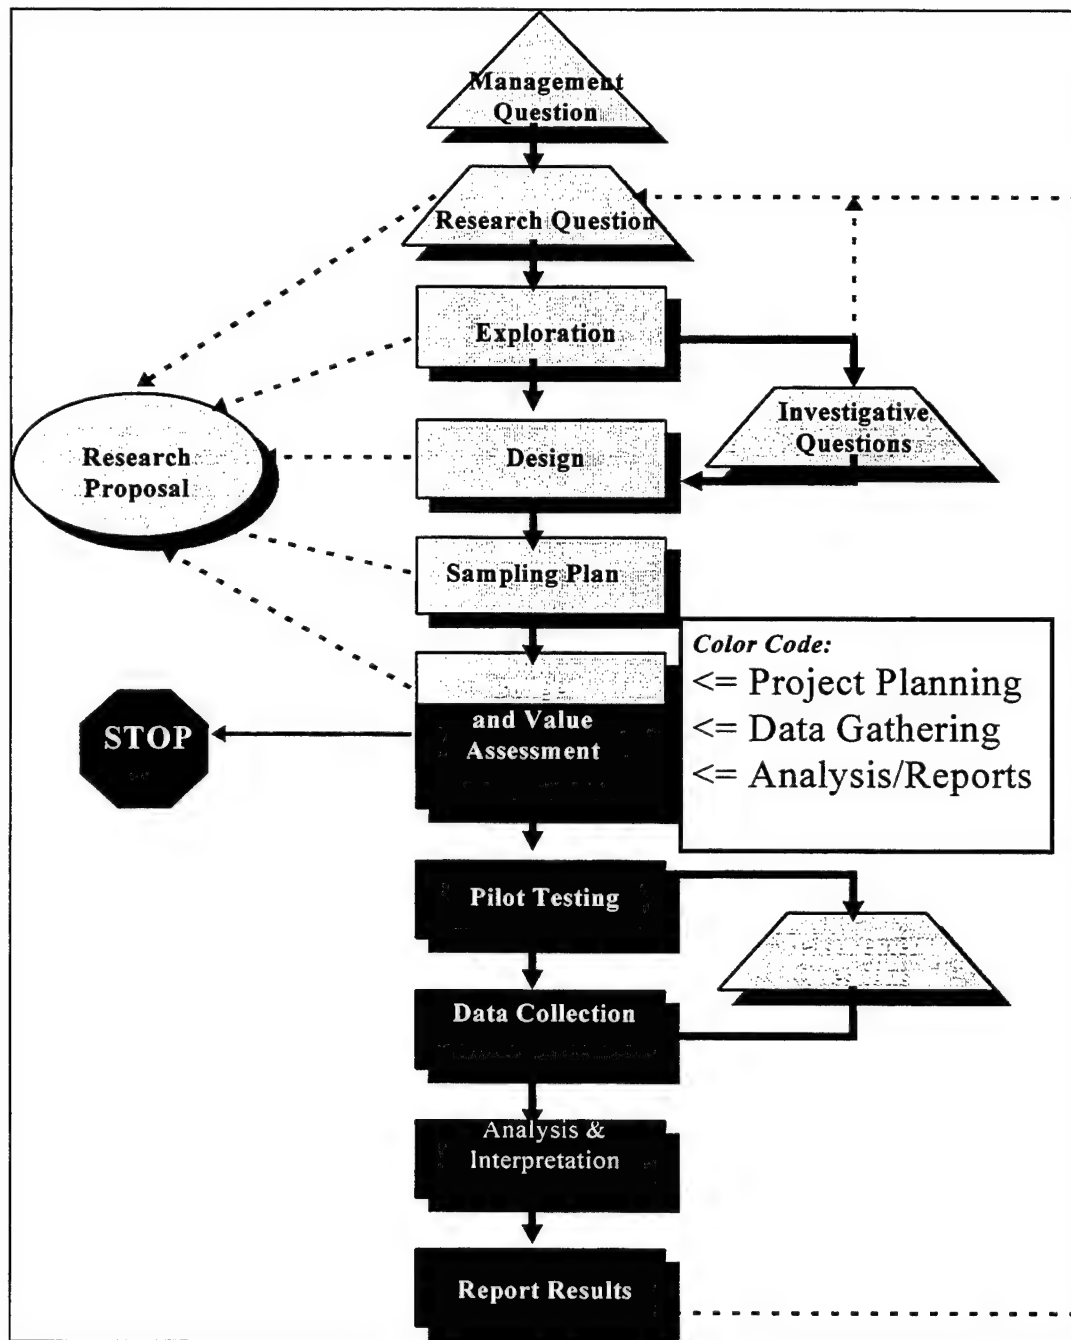 Management
Question
Research Question
Exploration
Investigative
Questions
Research
Proposal
Design
Sampling Plan
Color Code:
<= Project Planning
<= Data Gathering
<= Analysis/Reports
and Value
Assessment
STOP
Pilot Testing
Data Collection
Analysis &
Interpretation
Report Results